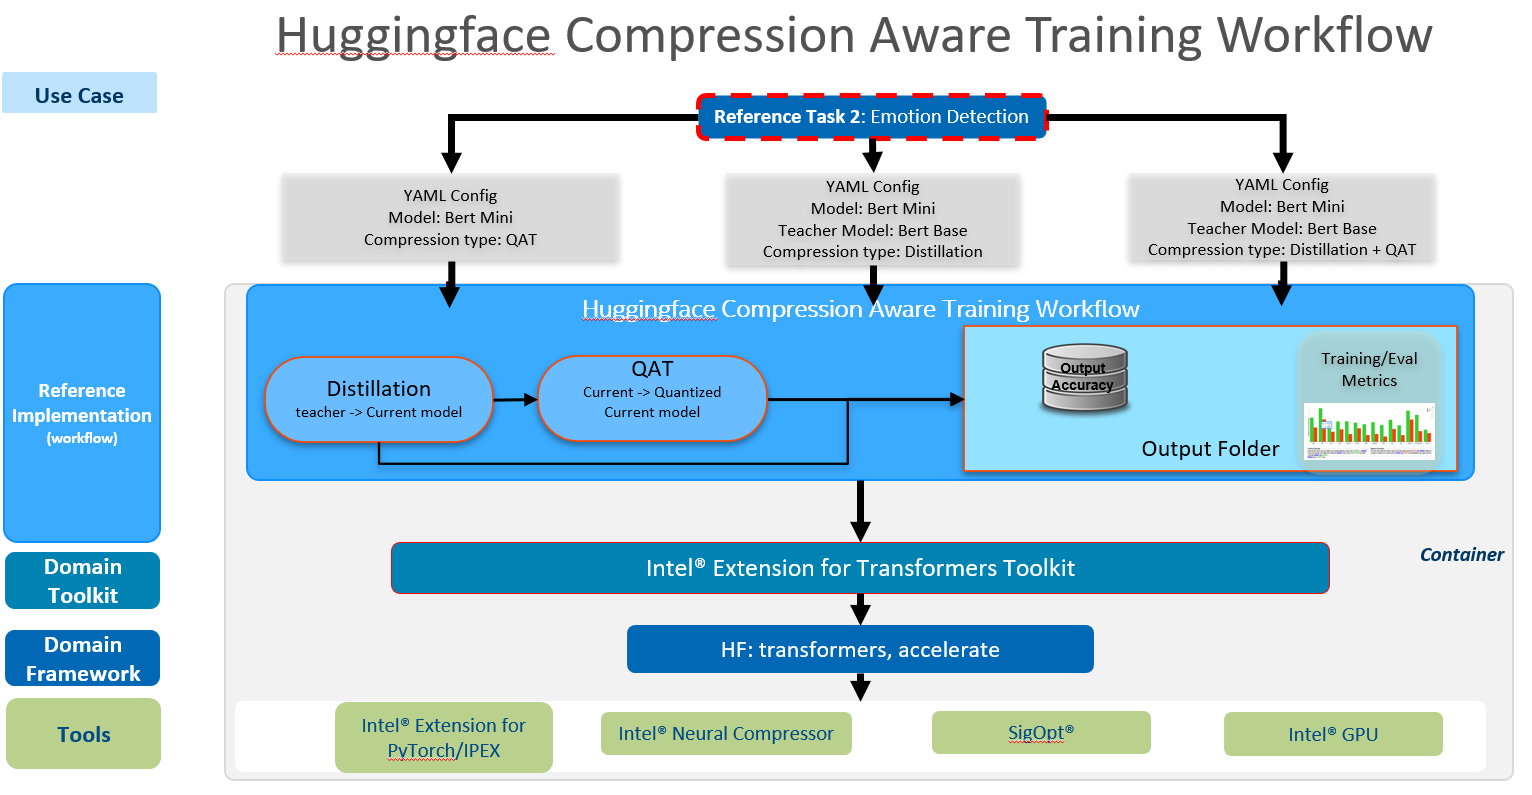 Huggingface Compression Aware Training Workflow
Use Case
Reference Task 2: Emotion Detection
YAML Config
Model: Bert Mini
Compression type: QAT
YAML Config
Model: Bert Mini
Teacher Model: Bert Base
Compression type: Distillation
YAML Config
Model: Bert Mini
Teacher Model: Bert Base
Compression type: Distillation + QAT
Reference
Implementation
(workflow)
Huggingface Compression Aware Training Workflow
Distillation
teacher -> Current model
QAT
Current -> Quantized
Current model
Output
Accuracy
Output Folder
Training/Eval
Metrics
Domain
Toolkit
Intel® Extension for Transformers Toolkit
Container
Domain
Framework
HF: transformers, accelerate
Tools
Intel® Extension for
PyTorch/IPEX
Intel® Neural Compressor
SigOpt®
Intel® GPU